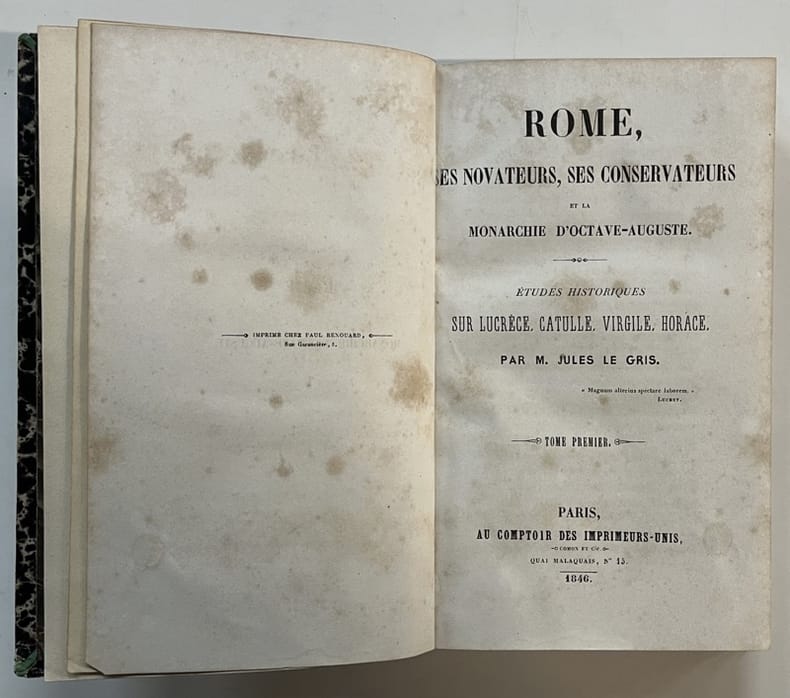 IMPRIMÉ CHEZ PAUL RENOUARD,
Rue Garancière, 5.
ROME,
SES NOVATEURS, SES CONSERVATEURS
ET LA
MONARCHIE D'OCTAVE-AUGUSTE.
ÉTUDES HISTORIQUES
SUR LUCRÈCE, CATULLE, VIRGILE, HORACE.
PAR M. JULES LE GRIS.
« Magnum alterius spectare laborem. »
LUCRET.
TOME PREMIER.
PARIS,
AU COMPTOIR DES IMPRIMEURS-UNIS,
COMON ET Cie
QUAI MALAQUAIS, N° 15.
1846.